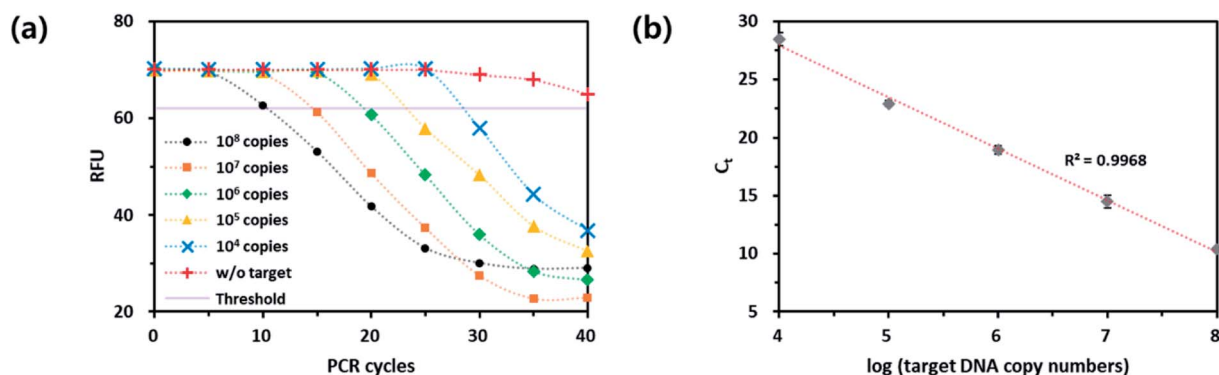 (a)
80
60
40
20
RFU
10⁸ copies
10⁷ copies
10⁶ copies
10⁵ copies
10⁴ copies
w/o target
Threshold
0 10 20 30 40
PCR cycles
(b)
30
25
20
15
10
5
Cₜ
R² = 0.9968
4 5 6 7 8
log (target DNA copy numbers)